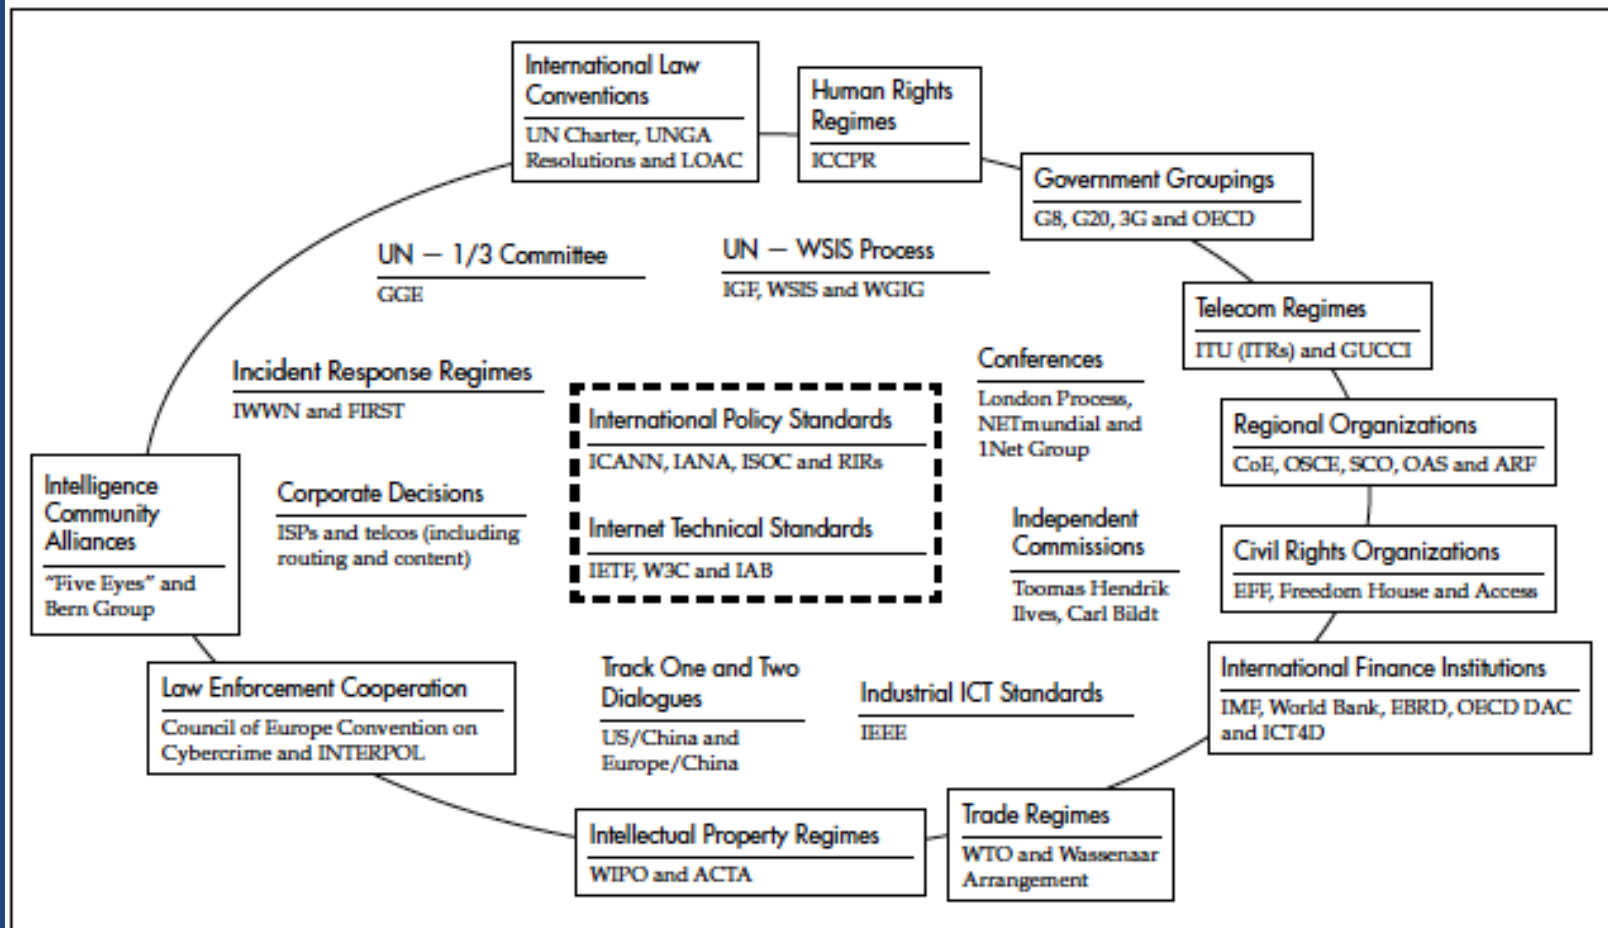 International Law
Conventions
UN Charter, UNGA
Resolutions and LOAC
Human Rights
Regimes
ICCPR
Government Groupings
G8, G20, 3G and OECD
UN — 1/3 Committee
GGE
UN — WSIS Process
IGF, WSIS and WGIG
Telecom Regimes
ITU (ITRs) and GUCCI
Incident Response Regimes
IWWN and FIRST
Conferences
London Process,
NETmundial and
1Net Group
International Policy Standards
ICANN, IANA, ISOC and RIRs
Regional Organizations
CoE, OSCE, SCO, OAS and ARF
Intelligence
Community
Alliances
"Five Eyes" and
Bern Group
Corporate Decisions
ISPs and telcos (including
routing and content)
Internet Technical Standards
IETF, W3C and IAB
Independent
Commissions
Toomas Hendrik
Ilves, Carl Bildt
Civil Rights Organizations
EFF, Freedom House and Access
Law Enforcement Cooperation
Council of Europe Convention on
Cybercrime and INTERPOL
Track One and Two
Dialogues
US/China and
Europe/China
Industrial ICT Standards
IEEE
International Finance Institutions
IMF, World Bank, EBRD, OECD DAC
and ICT4D
Intellectual Property Regimes
WIPO and ACTA
Trade Regimes
WTO and Wassenaar
Arrangement